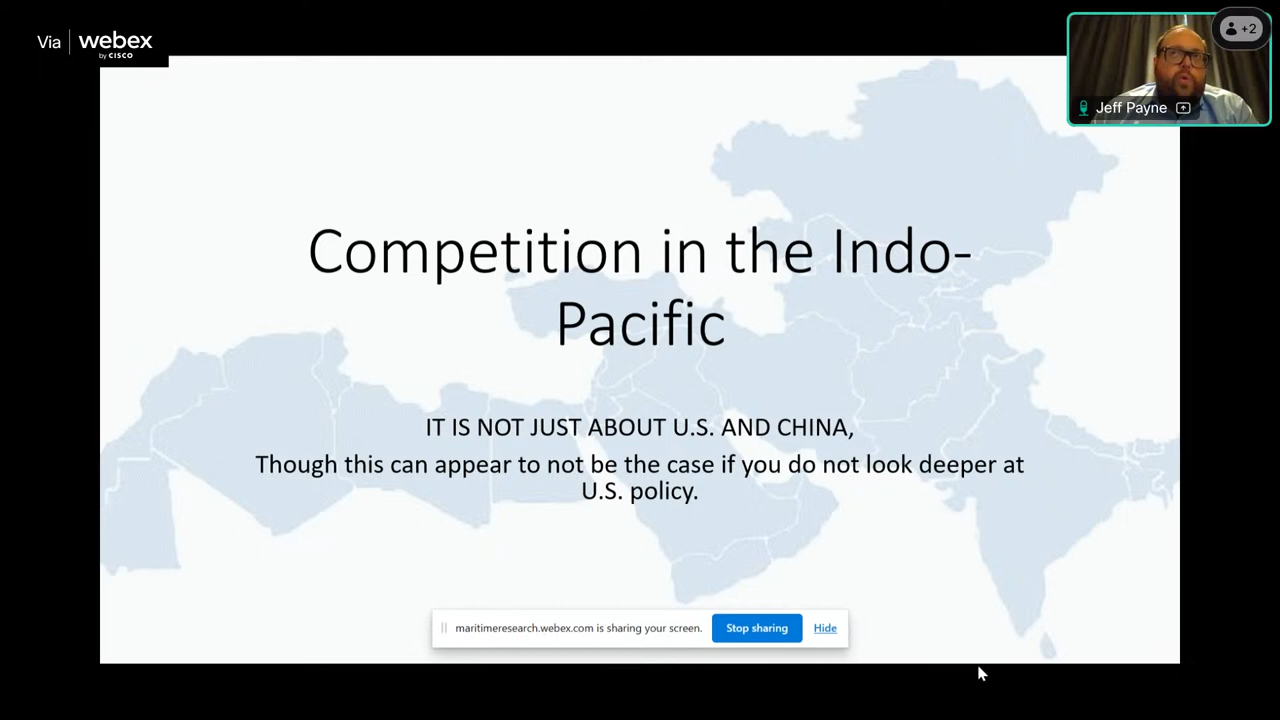 Via webex
by CISCO
+2
Jeff Payne
Competition in the Indo-
Pacific
IT IS NOT JUST ABOUT U.S. AND CHINA,
Though this can appear to not be the case if you do not look deeper at
U.S. policy.
maritimeresearch.webex.com is sharing your screen. Stop sharing Hide